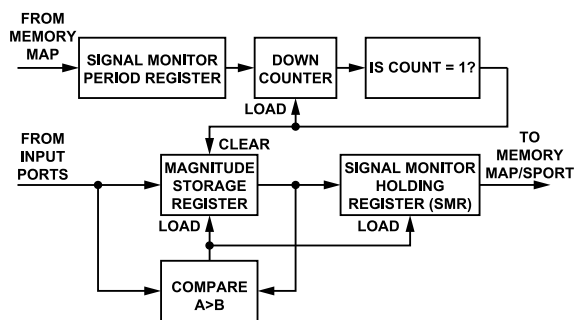 FROM
MEMORY
MAP
SIGNAL MONITOR
PERIOD REGISTER
DOWN
COUNTER
IS COUNT = 1?
LOAD
CLEAR
FROM
INPUT
PORTS
MAGNITUDE
STORAGE
REGISTER
SIGNAL MONITOR
HOLDING
REGISTER (SMR)
TO
MEMORY
MAP/SPORT
LOAD
LOAD
COMPARE
A>B